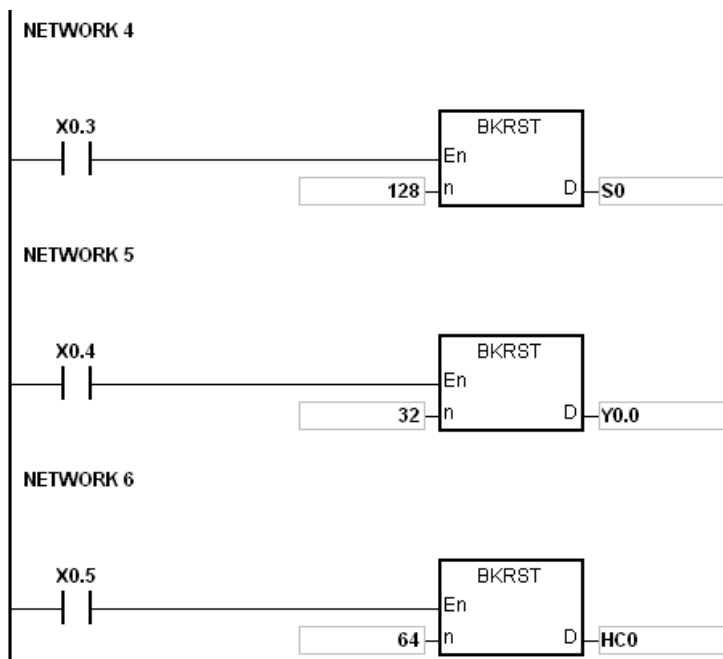 NETWORK 4
X0.3
BKRST
En
128 n D S0
NETWORK 5
X0.4
BKRST
En
32 n D Y0.0
NETWORK 6
X0.5
BKRST
En
64 n D HC0